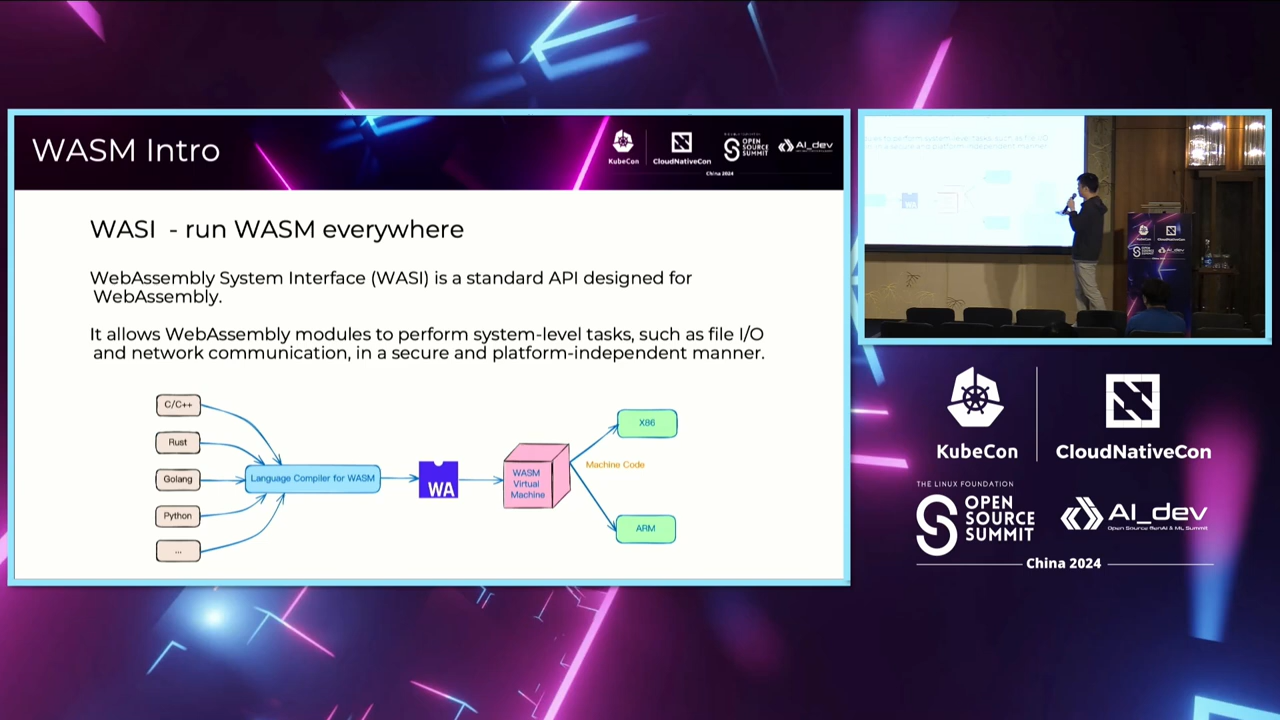 WASM Intro
KubeCon
CloudNativeCon
OPEN
SOURCE
SUMMIT
AI_dev
China 2024
WASI - run WASM everywhere
WebAssembly System Interface (WASI) is a standard API designed for
WebAssembly.
It allows WebAssembly modules to perform system-level tasks, such as file I/O
and network communication, in a secure and platform-independent manner.
C/C++
Rust
Golang
Python
...
Language Compiler for WASM
WA
WASM
Virtual
Machine
Machine Code
X86
ARM
WA
KubeCon
CloudNativeCon
THE LINUX FOUNDATION
OPEN
SOURCE
SUMMIT
AI_dev
Open Source GenAI & ML Summit
China 2024